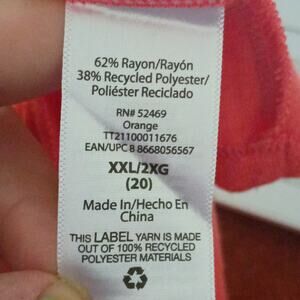 62% Rayon/Rayón
38% Recycled Polyester/
Poliéster Reciclado
RN# 52469
Orange
TT21100011676
EAN/UPC 8 8668056567
XXL/2XG
(20)
Made In/Hecho En
China
THIS LABEL YARN IS MADE
OUT OF 100% RECYCLED
POLYESTER MATERIALS